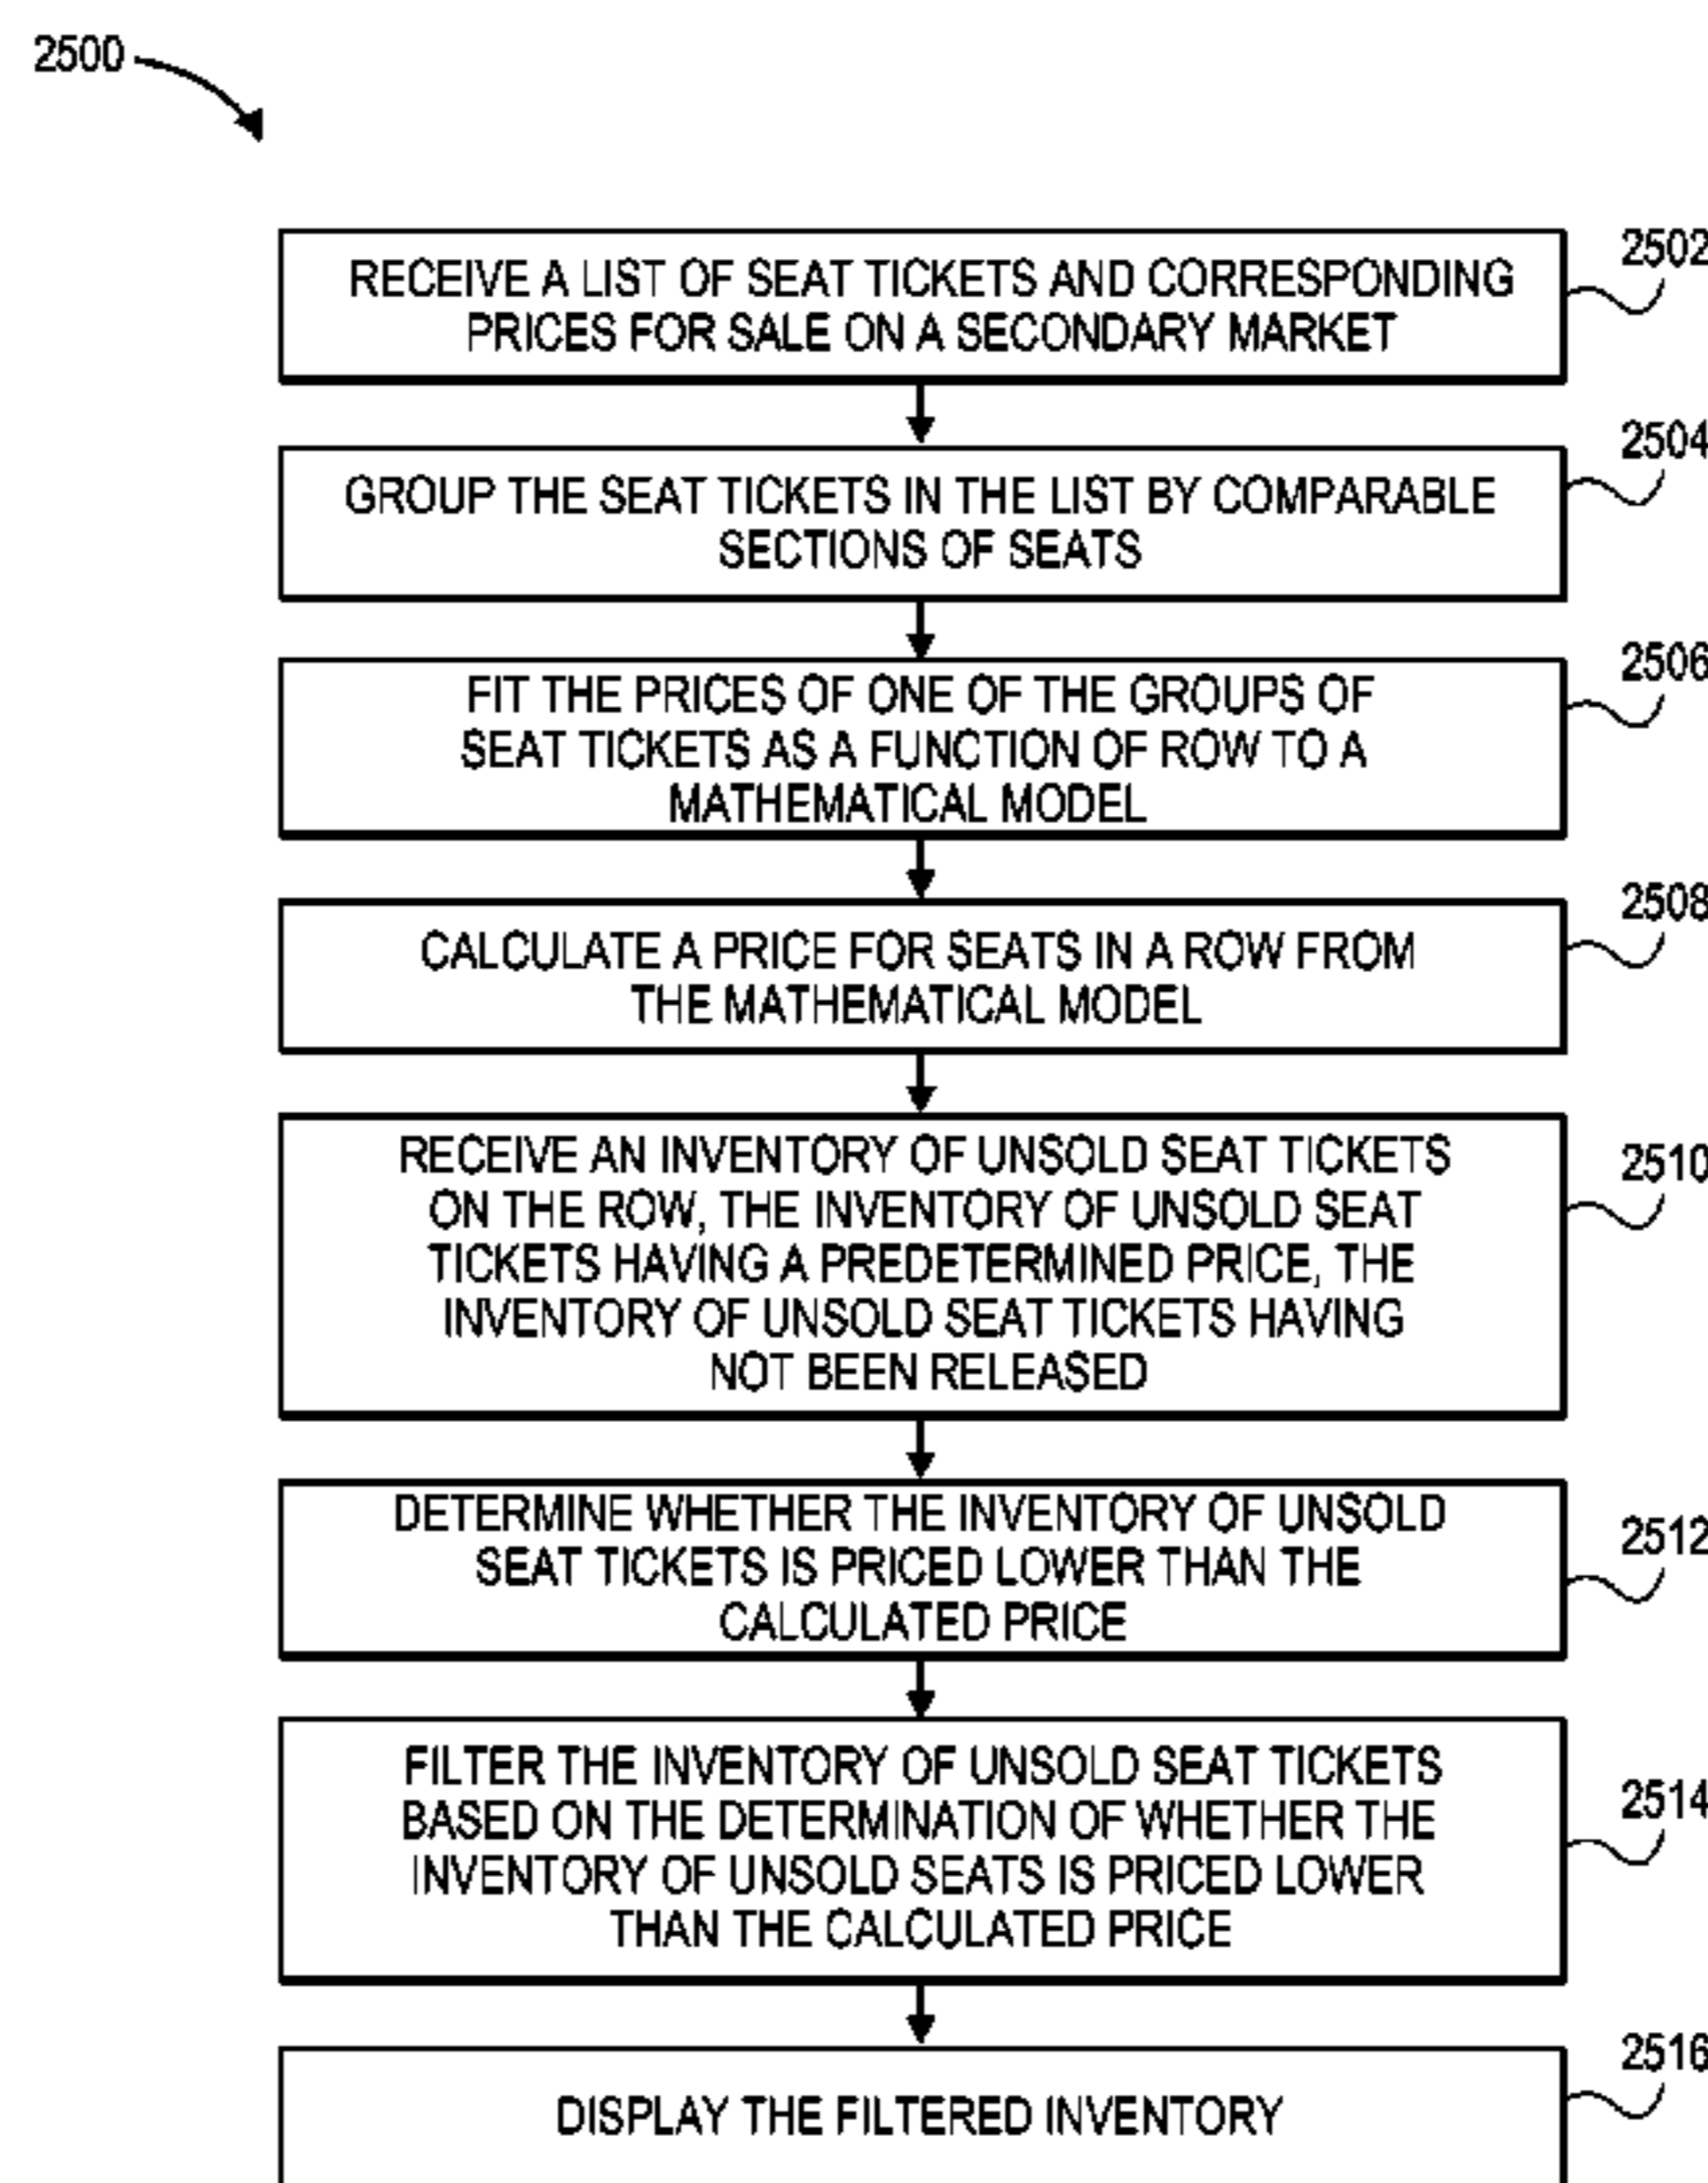 2500
2502
RECEIVE A LIST OF SEAT TICKETS AND CORRESPONDING
PRICES FOR SALE ON A SECONDARY MARKET
2504
GROUP THE SEAT TICKETS IN THE LIST BY COMPARABLE
SECTIONS OF SEATS
2506
FIT THE PRICES OF ONE OF THE GROUPS OF
SEAT TICKETS AS A FUNCTION OF ROW TO A
MATHEMATICAL MODEL
2508
CALCULATE A PRICE FOR SEATS IN A ROW FROM
THE MATHEMATICAL MODEL
2510
RECEIVE AN INVENTORY OF UNSOLD SEAT TICKETS
ON THE ROW, THE INVENTORY OF UNSOLD SEAT
TICKETS HAVING A PREDETERMINED PRICE, THE
INVENTORY OF UNSOLD SEAT TICKETS HAVING
NOT BEEN RELEASED
2512
DETERMINE WHETHER THE INVENTORY OF UNSOLD
SEAT TICKETS IS PRICED LOWER THAN THE
CALCULATED PRICE
2514
FILTER THE INVENTORY OF UNSOLD SEAT TICKETS
BASED ON THE DETERMINATION OF WHETHER THE
INVENTORY OF UNSOLD SEATS IS PRICED LOWER
THAN THE CALCULATED PRICE
2516
DISPLAY THE FILTERED INVENTORY